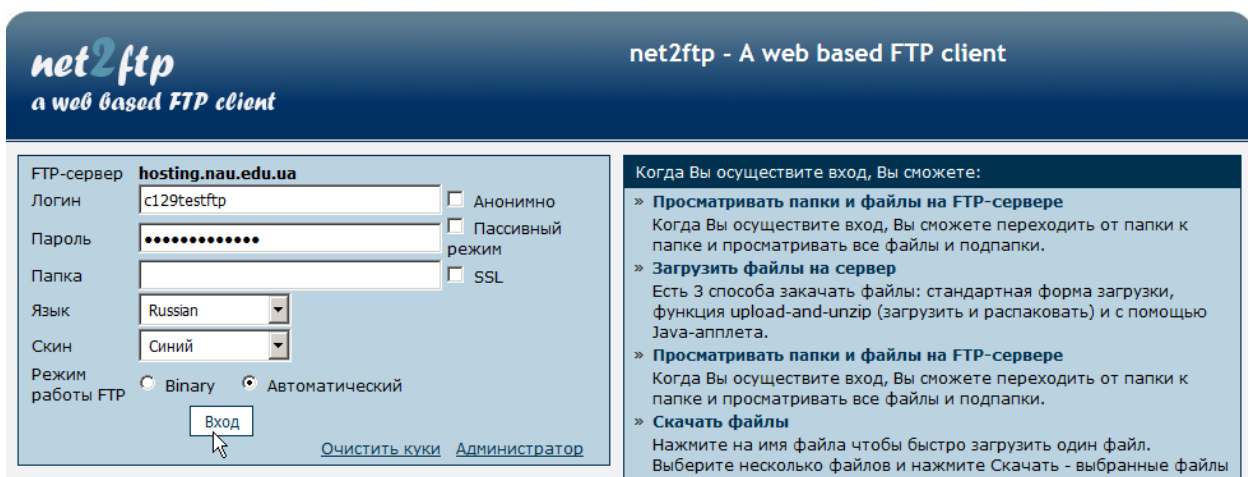 net2ftp
a web based FTP client
net2ftp - A web based FTP client
FTP-сервер hosting.nau.edu.ua
Логин c129testftp Анонимно
Пароль ●●●●●●●●●●●●● Пассивный режим
Папка SSL
Язык Russian
Скин Синий
Режим
работы FTP Binary Автоматический
Вход
Очистить куки Администратор
Когда Вы осуществите вход, Вы сможете:
» Просматривать папки и файлы на FTP-сервере
Когда Вы осуществите вход, Вы сможете переходить от папки к
папке и просматривать все файлы и подпапки.
» Загрузить файлы на сервер
Есть 3 способа закачать файлы: стандартная форма загрузки,
функция upload-and-unzip (загрузить и распаковать) и с помощью
Java-апплета.
» Просматривать папки и файлы на FTP-сервере
Когда Вы осуществите вход, Вы сможете переходить от папки к
папке и просматривать все файлы и подпапки.
» Скачать файлы
Нажмите на имя файла чтобы быстро загрузить один файл.
Выберите несколько файлов и нажмите Скачать - выбранные файлы